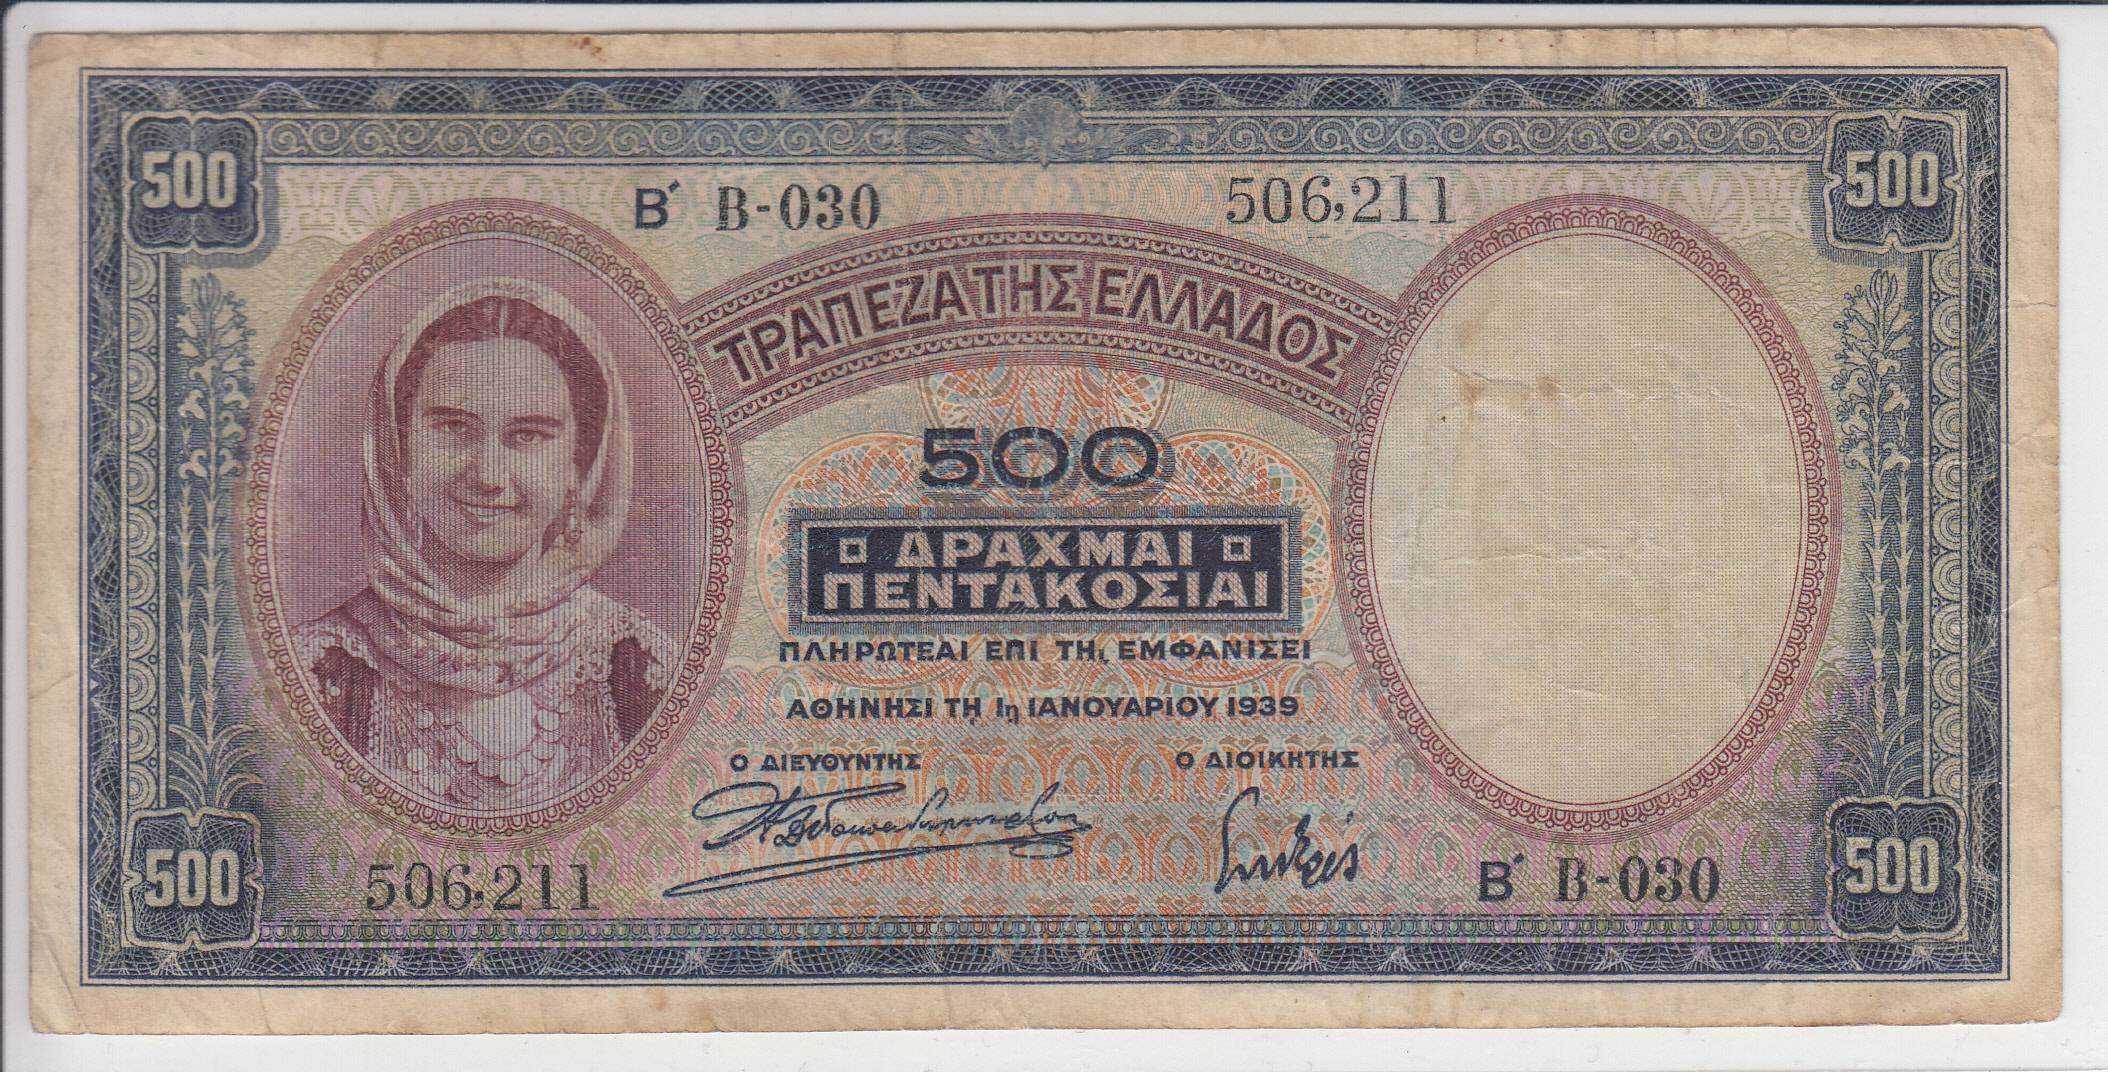 500
500
Β΄ Β-030
506,211
ΤΡΑΠΕΖΑ ΤΗΣ ΕΛΛΑΔΟΣ
500
ΔΡΑΧΜΑΙ
ΠΕΝΤΑΚΟΣΙΑΙ
ΠΛΗΡΩΤΕΑΙ ΕΠΙ ΤΗι ΕΜΦΑΝΙΣΕΙ
ΑΘΗΝΗΣΙ ΤΗ 1η ΙΑΝΟΥΑΡΙΟΥ 1939
Ο ΔΙΕΥΘΥΝΤΗΣ
Ο ΔΙΟΙΚΗΤΗΣ
500
506,211
Β΄ Β-030
500